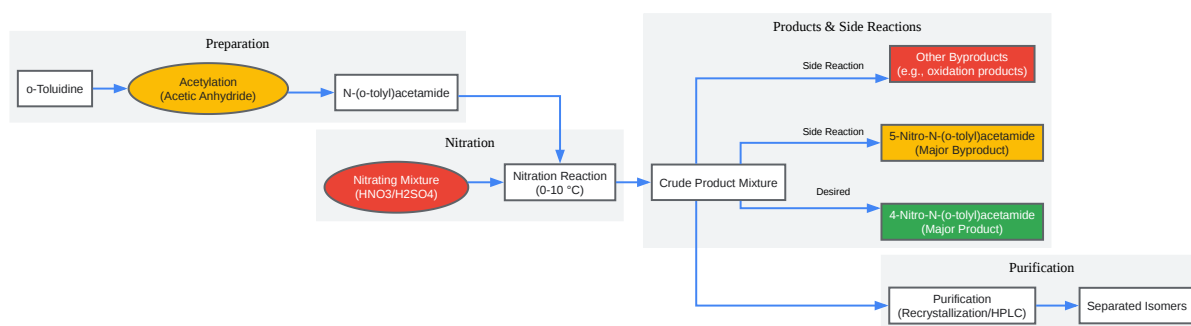 Preparation
o-Toluidine
Acetylation
(Acetic Anhydride)
N-(o-tolyl)acetamide
Nitration
Nitrating Mixture
(HNO3/H2SO4)
Nitration Reaction
(0-10 °C)
Products & Side Reactions
Crude Product Mixture
Side Reaction
Other Byproducts
(e.g., oxidation products)
Side Reaction
5-Nitro-N-(o-tolyl)acetamide
(Major Byproduct)
Desired
4-Nitro-N-(o-tolyl)acetamide
(Major Product)
Purification
Purification
(Recrystallization/HPLC)
Separated Isomers